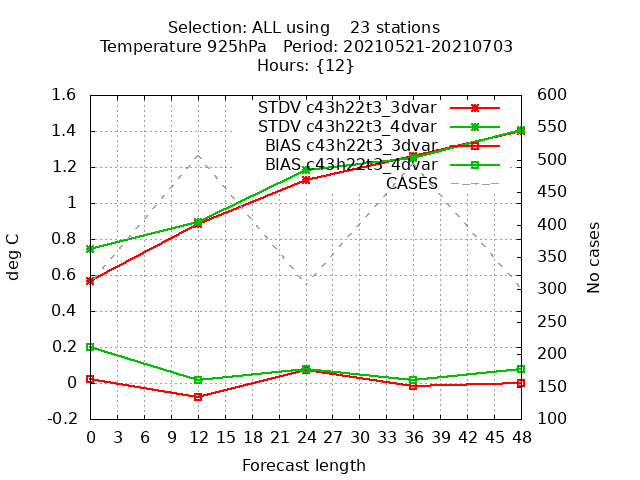 Selection: ALL using    23 stations
Temperature 925hPa   Period: 20210521-20210703
Hours: {12}
STDV c43h22t3_3dvar
STDV c43h22t3_4dvar
BIAS c43h22t3_3dvar
BIAS c43h22t3_4dvar
CASES
deg C
1.6
1.4
1.2
1
0.8
0.6
0.4
0.2
0
-0.2
600
550
500
450
400
350
300
250
200
150
100
No cases
0 3 6 9 12 15 18 21 24 27 30 33 36 39 42 45 48
Forecast length